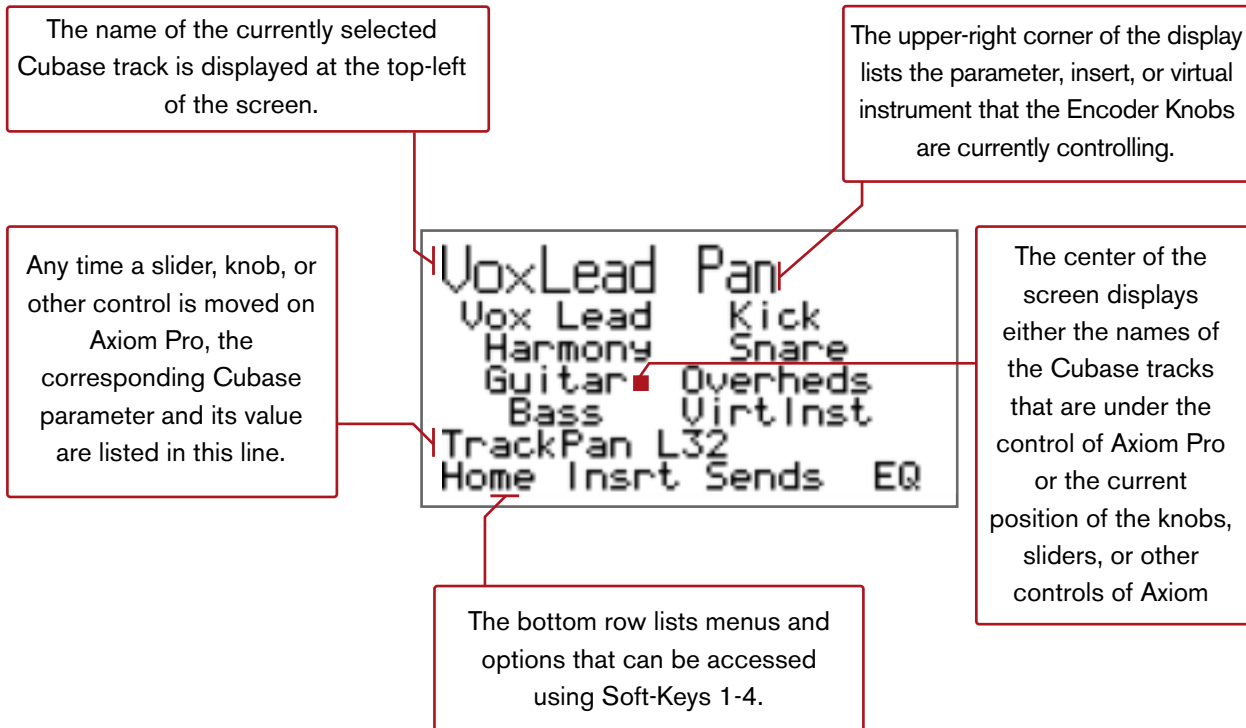 The name of the currently selected
Cubase track is displayed at the top-left
of the screen.
The upper-right corner of the display
lists the parameter, insert, or virtual
instrument that the Encoder Knobs
are currently controlling.
Any time a slider, knob, or
other control is moved on
Axiom Pro, the
corresponding Cubase
parameter and its value
are listed in this line.
VoxLead Pan
Vox Lead Kick
Harmony Snare
Guitar Overheds
Bass VirtInst
TrackPan L32
Home Insrt Sends EQ
The center of the
screen displays
either the names of
the Cubase tracks
that are under the
control of Axiom Pro
or the current
position of the knobs,
sliders, or other
controls of Axiom
The bottom row lists menus and
options that can be accessed
using Soft-Keys 1-4.